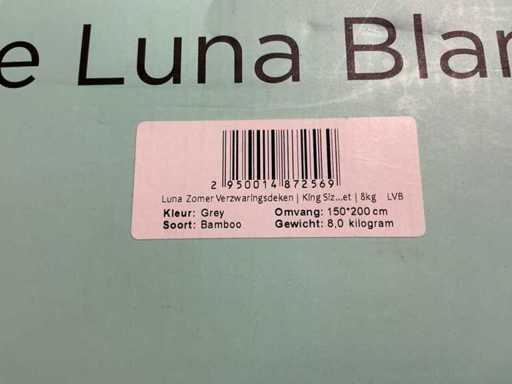 e Luna Blan
2 950014 872569
Luna Zomer Verzwaringsdeken | King Siz...et | 8kg LVB
Kleur: Grey Omvang: 150*200 cm
Soort: Bamboo Gewicht: 8,0 kilogram